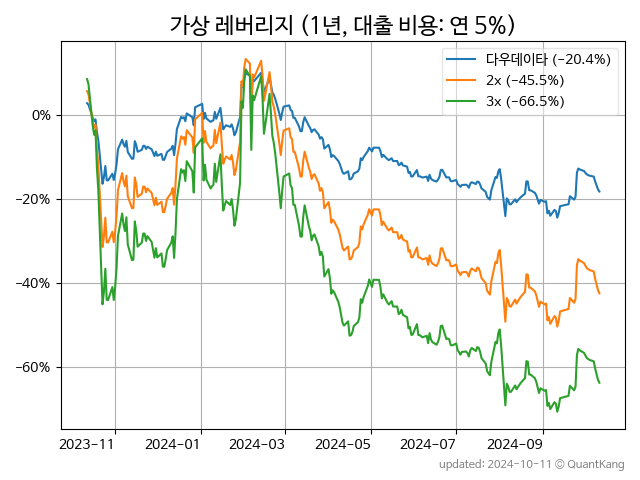 가상 레버리지 (1년, 대출 비용: 연 5%)
다우데이타 (−20.4%)
2x (−45.5%)
3x (−66.5%)
0%
−20%
−40%
−60%
2023-11 2024-01 2024-03 2024-05 2024-07 2024-09
updated: 2024-10-11 © QuantKang